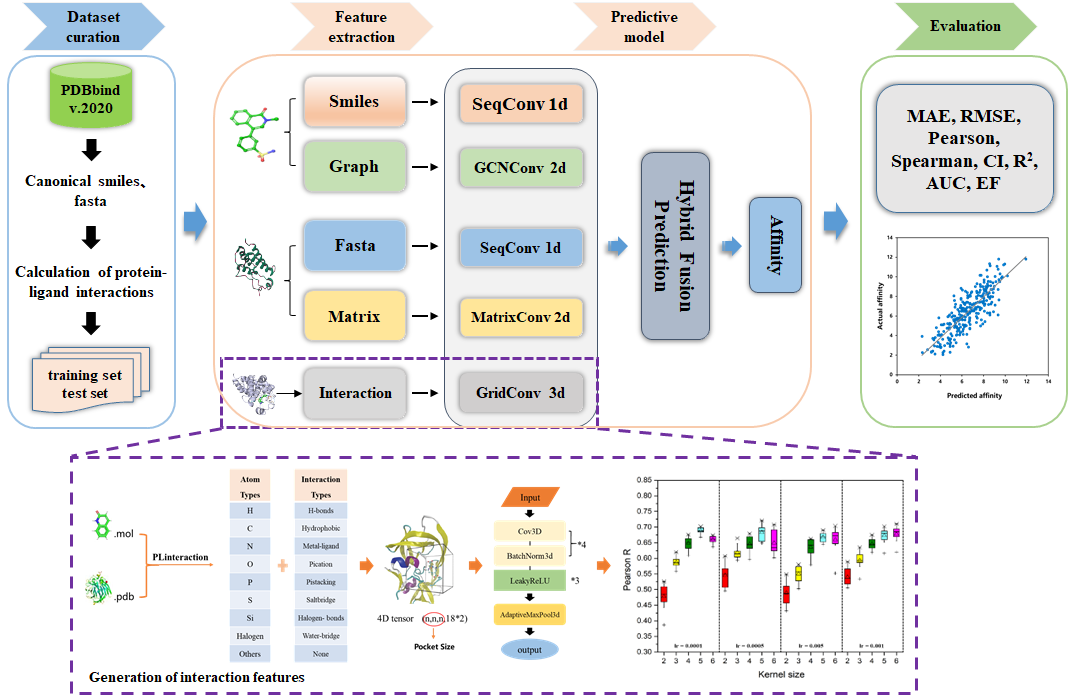 Dataset
curation
Feature
extraction
Predictive
model
Evaluation
PDBbind
v.2020
Canonical smiles、
fasta
Calculation of protein-
ligand interactions
training set
test set
Smiles
SeqConv 1d
Graph
GCNConv 2d
Fasta
SeqConv 1d
Matrix
MatrixConv 2d
Interaction
GridConv 3d
Hybrid Fusion
Prediction
Affinity
MAE, RMSE,
Pearson,
Spearman, CI, R²,
AUC, EF
Actual affinity
14
12
10
8
6
4
2
0
0 2 4 6 8 10 12 14
Predicted affinity
.mol
.pdb
PLinteraction
Atom
Types
H
C
N
O
P
S
Si
Halogen
Others
Interaction
Types
H-bonds
Hydrophobic
Metal-ligand
Pication
Pistacking
Saltbridge
Halogen- bonds
Water-bridge
None
4D tensor (n,n,n,18*2)
Pocket Size
Input
Cov3D
BatchNorm3d
*4
LeakyReLU
*3
AdaptiveMaxPool3d
output
Pearson R
0.85
0.80
0.75
0.70
0.65
0.60
0.55
0.50
0.45
0.40
0.35
0.30
lr = 0.0001
lr = 0.0005
lr = 0.005
lr = 0.001
2 3 4 5 6 2 3 4 5 6 2 3 4 5 6 2 3 4 5 6
Kernel size
Generation of interaction features